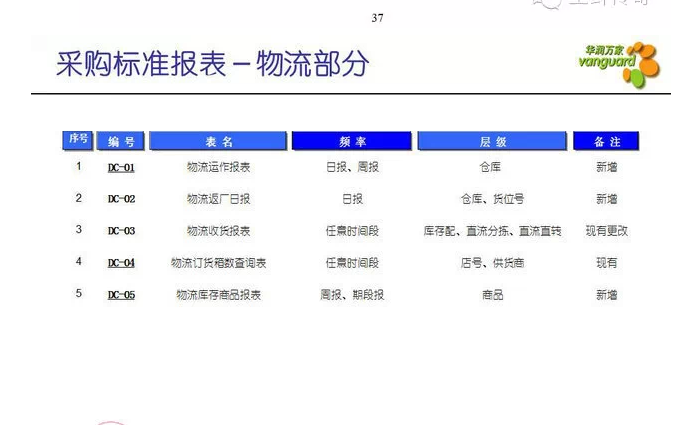 37
采购标准报表－物流部分
华润万家
vanguard
序号 编 号 表 名 频 率 层 级 备 注
1 DC-01 物流运作报表 日报、周报 仓库 新增
2 DC-02 物流返厂日报 日报 仓库、货位号 新增
3 DC-03 物流收货报表 任意时间段 库存配、直流分拣、直流直转 现有更改
4 DC-04 物流订货箱数查询表 任意时间段 店号、供货商 现有
5 DC-05 物流库存商品报表 周报、期段报 商品 新增